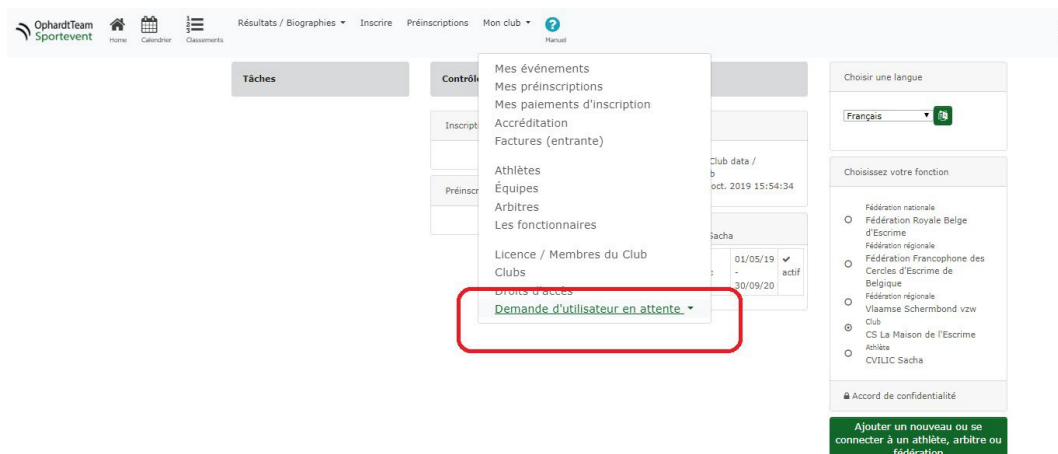 OphardtTeam
Sportevent
Home
Calendrier
Classements
Résultats / Biographies
Inscrire
Préinscriptions
Mon club
Manuel
Tâches
Contrôl
Inscript
Préinscr
Mes événements
Mes préinscriptions
Mes paiements d'inscription
Accréditation
Factures (entrante)
Athlètes
Équipes
Arbitres
Les fonctionnaires
Licence / Membres du Club
Clubs
Droits d'accès
Demande d'utilisateur en attente
Club data /
b
oct. 2019 15:54:34
Sacha
01/05/19
-
30/09/20
actif
Choisir une langue
Français
Choisissez votre fonction
Fédération nationale
Fédération Royale Belge
d'Escrime
Fédération régionale
Fédération Francophone des
Cercles d'Escrime de
Belgique
Fédération régionale
Vlaamse Schermbond vzw
Club
CS La Maison de l'Escrime
Athlète
CVILIC Sacha
Accord de confidentialité
Ajouter un nouveau ou se
connecter à un athlète, arbitre ou
fédération